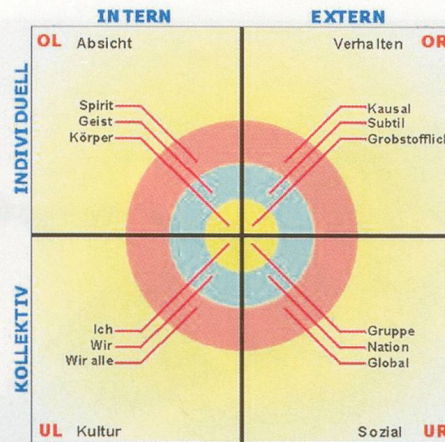 INTERN EXTERN
OL Absicht Verhalten OR
INDIVIDUELL
Spirit Kausal
Geist Subtil
Körper Grobstofflich
KOLLEKTIV
Ich Gruppe
Wir Nation
Wir alle Global
UL Kultur Sozial UR